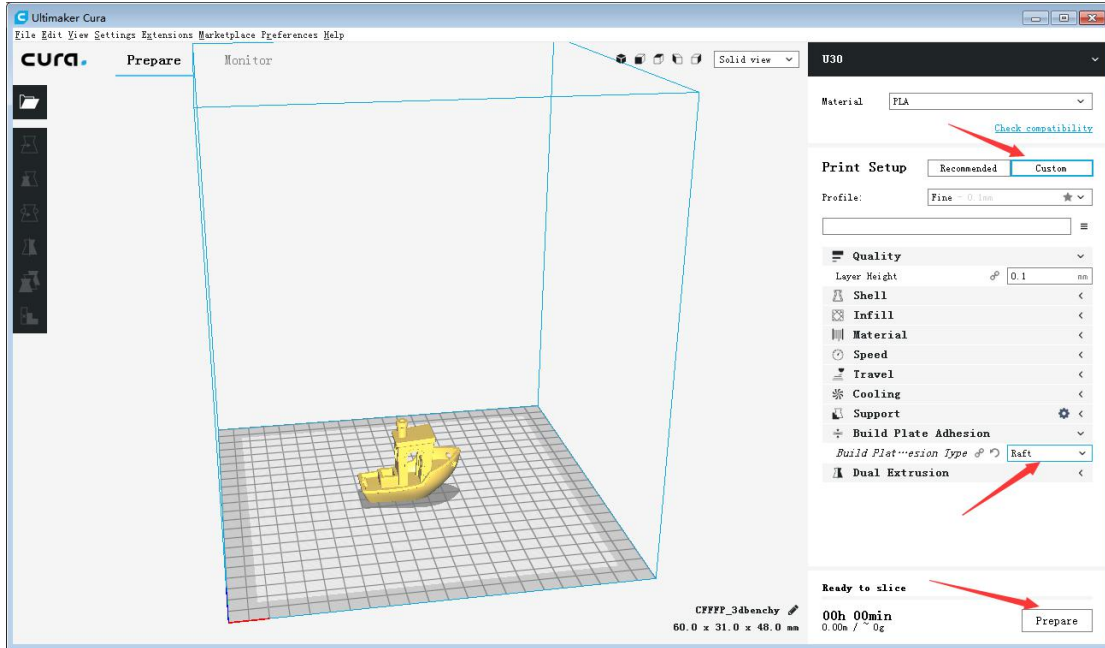 Ultimaker Cura
File Edit View Settings Extensions Marketplace Preferences Help
cura.
Prepare
Monitor
Solid view
U30
Material PLA
Check compatibility
Print Setup Recommended Custom
Profile: Fine - 0.1mm
Quality
Layer Height 0.1 mm
Shell
Infill
Material
Speed
Travel
Cooling
Support
Build Plate Adhesion
Build Plat…esion Type Raft
Dual Extrusion
Ready to slice
00h 00min
0.00m / ~ 0g
Prepare
CFFFP_3dbenchy
60.0 x 31.0 x 48.0 mm